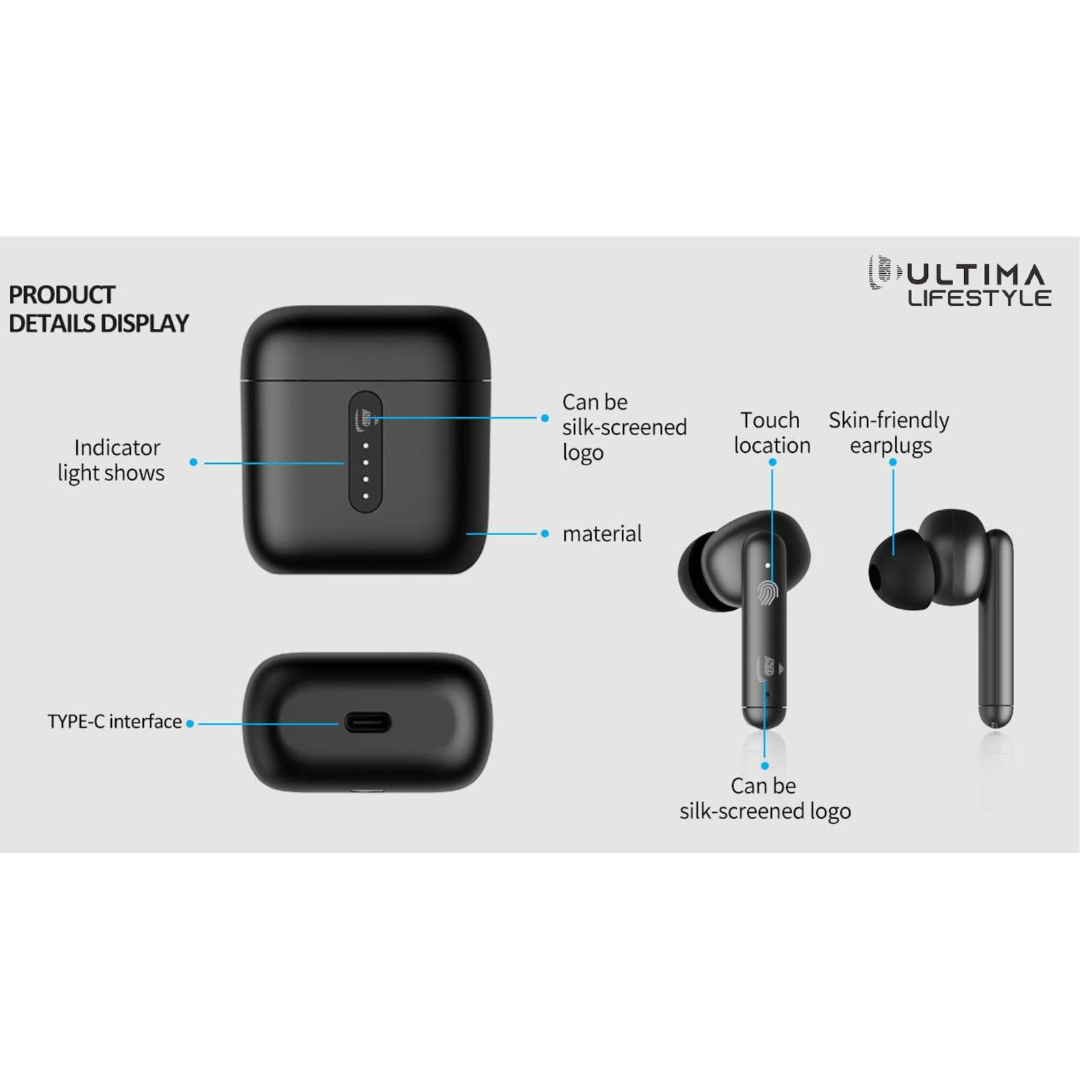 PRODUCT
DETAILS DISPLAY
ULTIMA
LIFESTYLE
Indicator
light shows
Can be
silk-screened
logo
material
Touch
location
Skin-friendly
earplugs
TYPE-C interface
Can be
silk-screened logo